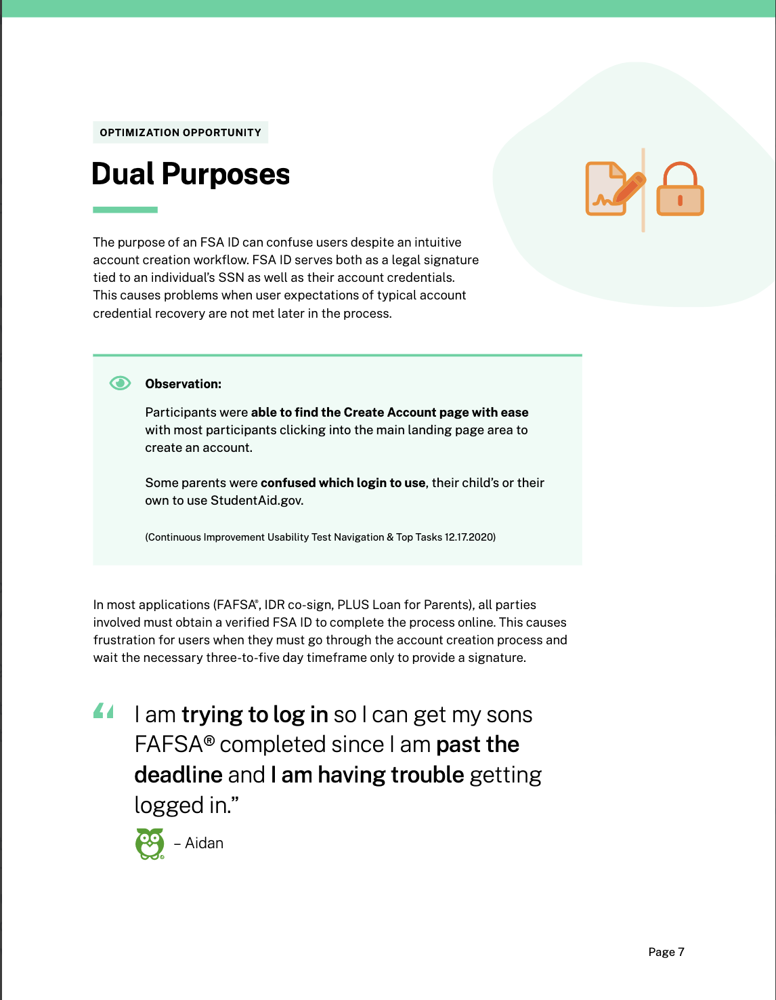 OPTIMIZATION OPPORTUNITY
Dual Purposes
The purpose of an FSA ID can confuse users despite an intuitive
account creation workflow. FSA ID serves both as a legal signature
tied to an individual’s SSN as well as their account credentials.
This causes problems when user expectations of typical account
credential recovery are not met later in the process.
Observation:
Participants were able to find the Create Account page with ease
with most participants clicking into the main landing page area to
create an account.
Some parents were confused which login to use, their child’s or their
own to use StudentAid.gov.
(Continuous Improvement Usability Test Navigation & Top Tasks 12.17.2020)
In most applications (FAFSA®, IDR co-sign, PLUS Loan for Parents), all parties
involved must obtain a verified FSA ID to complete the process online. This causes
frustration for users when they must go through the account creation process and
wait the necessary three-to-five day timeframe only to provide a signature.
“ I am trying to log in so I can get my sons
FAFSA® completed since I am past the
deadline and I am having trouble getting
logged in.”
– Aidan
Page 7